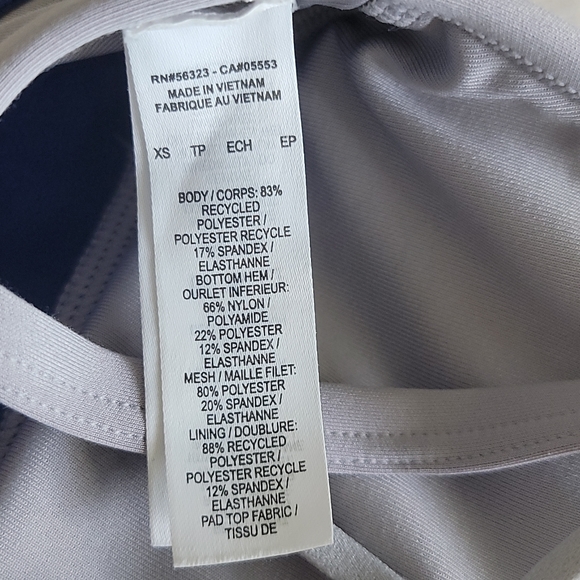 RN#56323 - CA#05553
MADE IN VIETNAM
FABRIQUE AU VIETNAM
XS TP ECH EP
BODY / CORPS: 83%
RECYCLED
POLYESTER /
POLYESTER RECYCLE
17% SPANDEX /
ELASTHANNE
BOTTOM HEM /
OURLET INFERIEUR:
66% NYLON /
POLYAMIDE
22% POLYESTER
12% SPANDEX /
ELASTHANNE
MESH / MAILLE FILET:
80% POLYESTER
20% SPANDEX /
ELASTHANNE
LINING / DOUBLURE:
88% RECYCLED
POLYESTER /
POLYESTER RECYCLE
12% SPANDEX /
ELASTHANNE
PAD TOP FABRIC /
TISSU DE